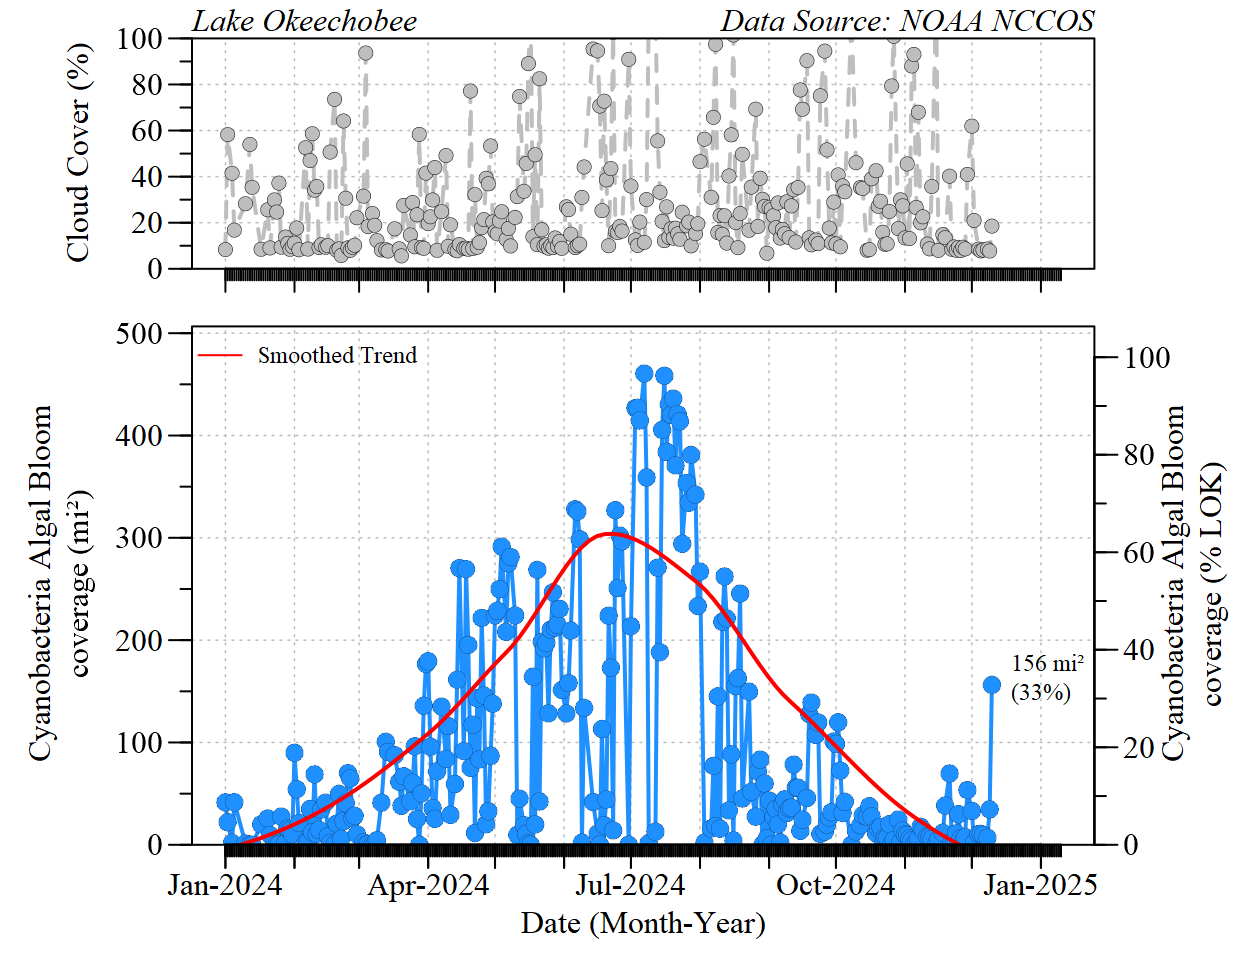 Lake Okeechobee
Data Source: NOAA NCCOS
Cloud Cover (%)
100
80
60
40
20
0
Cyanobacteria Algal Bloom
coverage (mi²)
500
400
300
200
100
0
Smoothed Trend
156 mi²
(33%)
100
80
60
40
20
0
Cyanobacteria Algal Bloom
coverage (% LOK)
Jan-2024
Apr-2024
Jul-2024
Oct-2024
Jan-2025
Date (Month-Year)